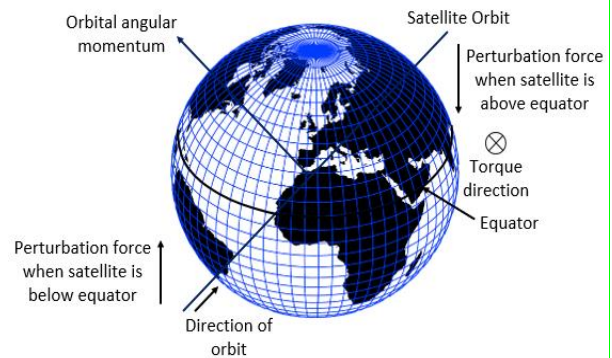 Orbital angular
momentum
Satellite Orbit
Perturbation force
when satellite is
above equator
Torque
direction
Equator
Perturbation force
when satellite is
below equator
Direction of
orbit